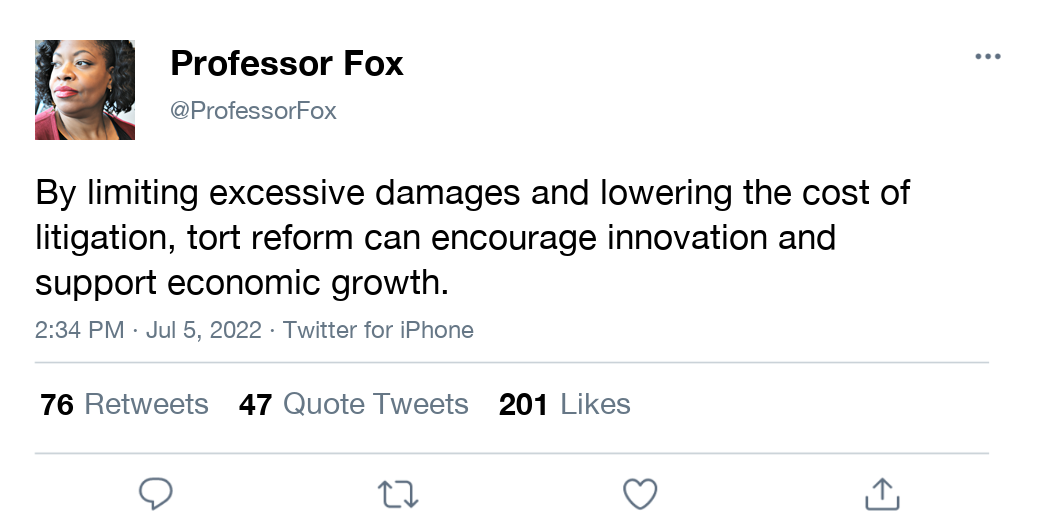 Professor Fox
@ProfessorFox
By limiting excessive damages and lowering the cost of
litigation, tort reform can encourage innovation and
support economic growth.
2:34 PM · Jul 5, 2022 · Twitter for iPhone
76 Retweets 47 Quote Tweets 201 Likes